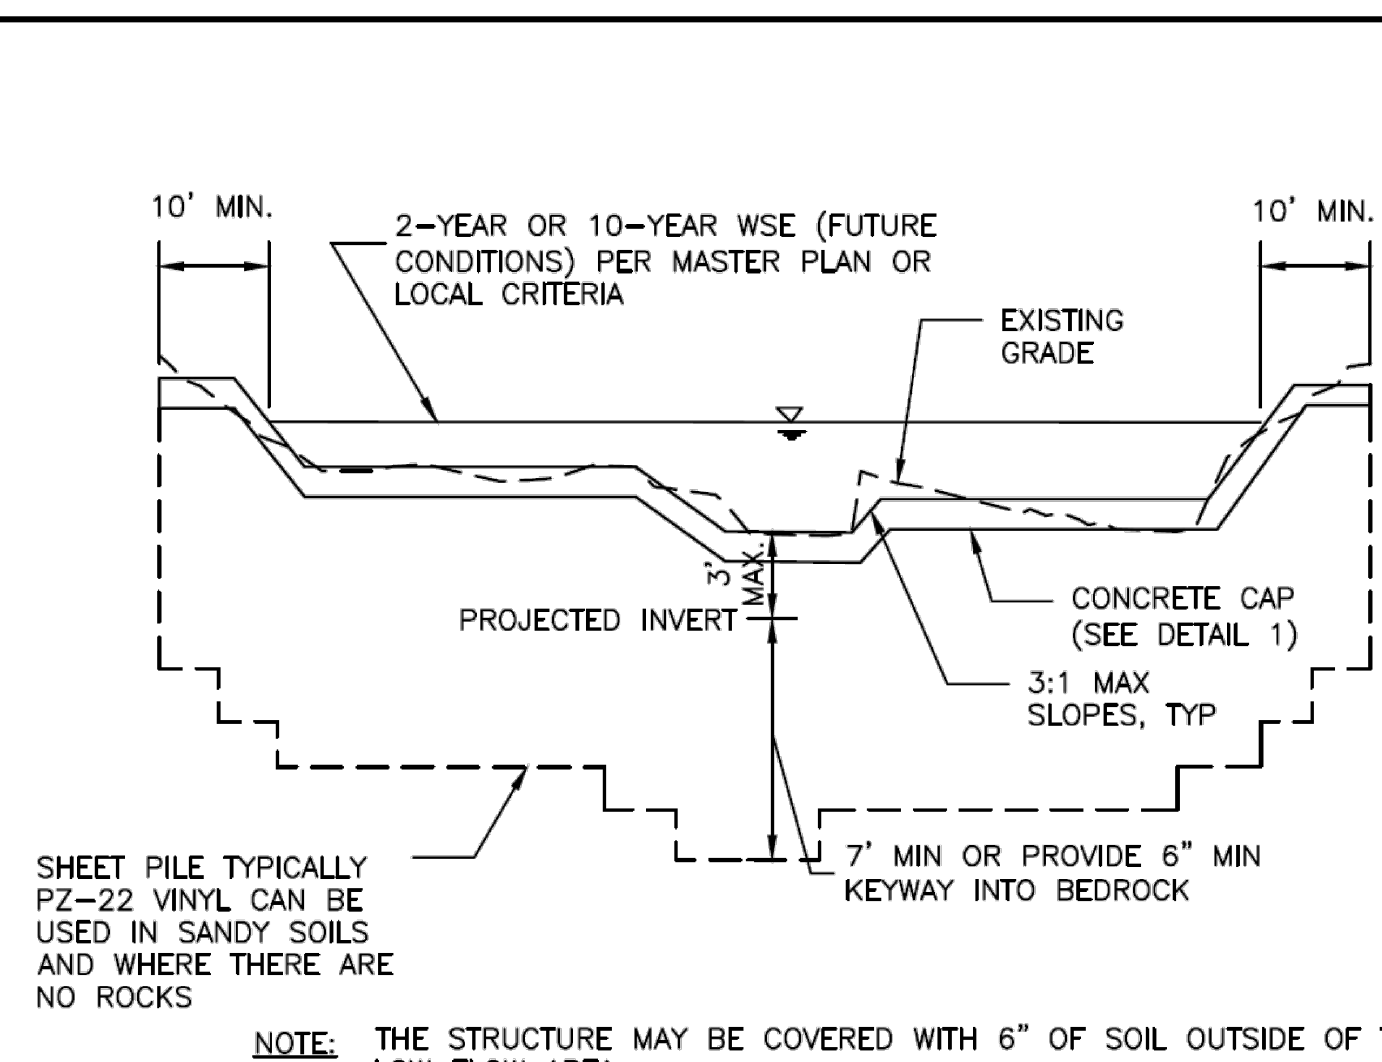 10' MIN.
2-YEAR OR 10-YEAR WSE (FUTURE
CONDITIONS) PER MASTER PLAN OR
LOCAL CRITERIA
10' MIN.
EXISTING
GRADE
3'
MAX.
PROJECTED INVERT
CONCRETE CAP
(SEE DETAIL 1)
3:1 MAX
SLOPES, TYP
7' MIN OR PROVIDE 6" MIN
KEYWAY INTO BEDROCK
SHEET PILE TYPICALLY
PZ-22 VINYL CAN BE
USED IN SANDY SOILS
AND WHERE THERE ARE
NO ROCKS
NOTE: THE STRUCTURE MAY BE COVERED WITH 6" OF SOIL OUTSIDE OF
LOW FLOW AREA